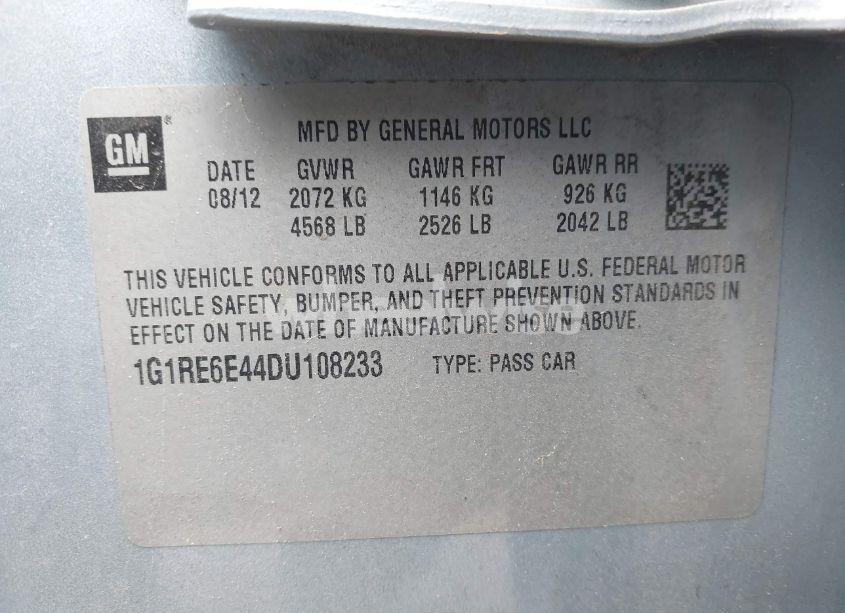 GM®
MFD BY GENERAL MOTORS LLC
DATE GVWR GAWR FRT GAWR RR
08/12 2072 KG 1146 KG 926 KG
4568 LB 2526 LB 2042 LB
THIS VEHICLE CONFORMS TO ALL APPLICABLE U.S. FEDERAL MOTOR
VEHICLE SAFETY, BUMPER, AND THEFT PREVENTION STANDARDS IN
EFFECT ON THE DATE OF MANUFACTURE SHOWN ABOVE.
1G1RE6E44DU108233 TYPE: PASS CAR